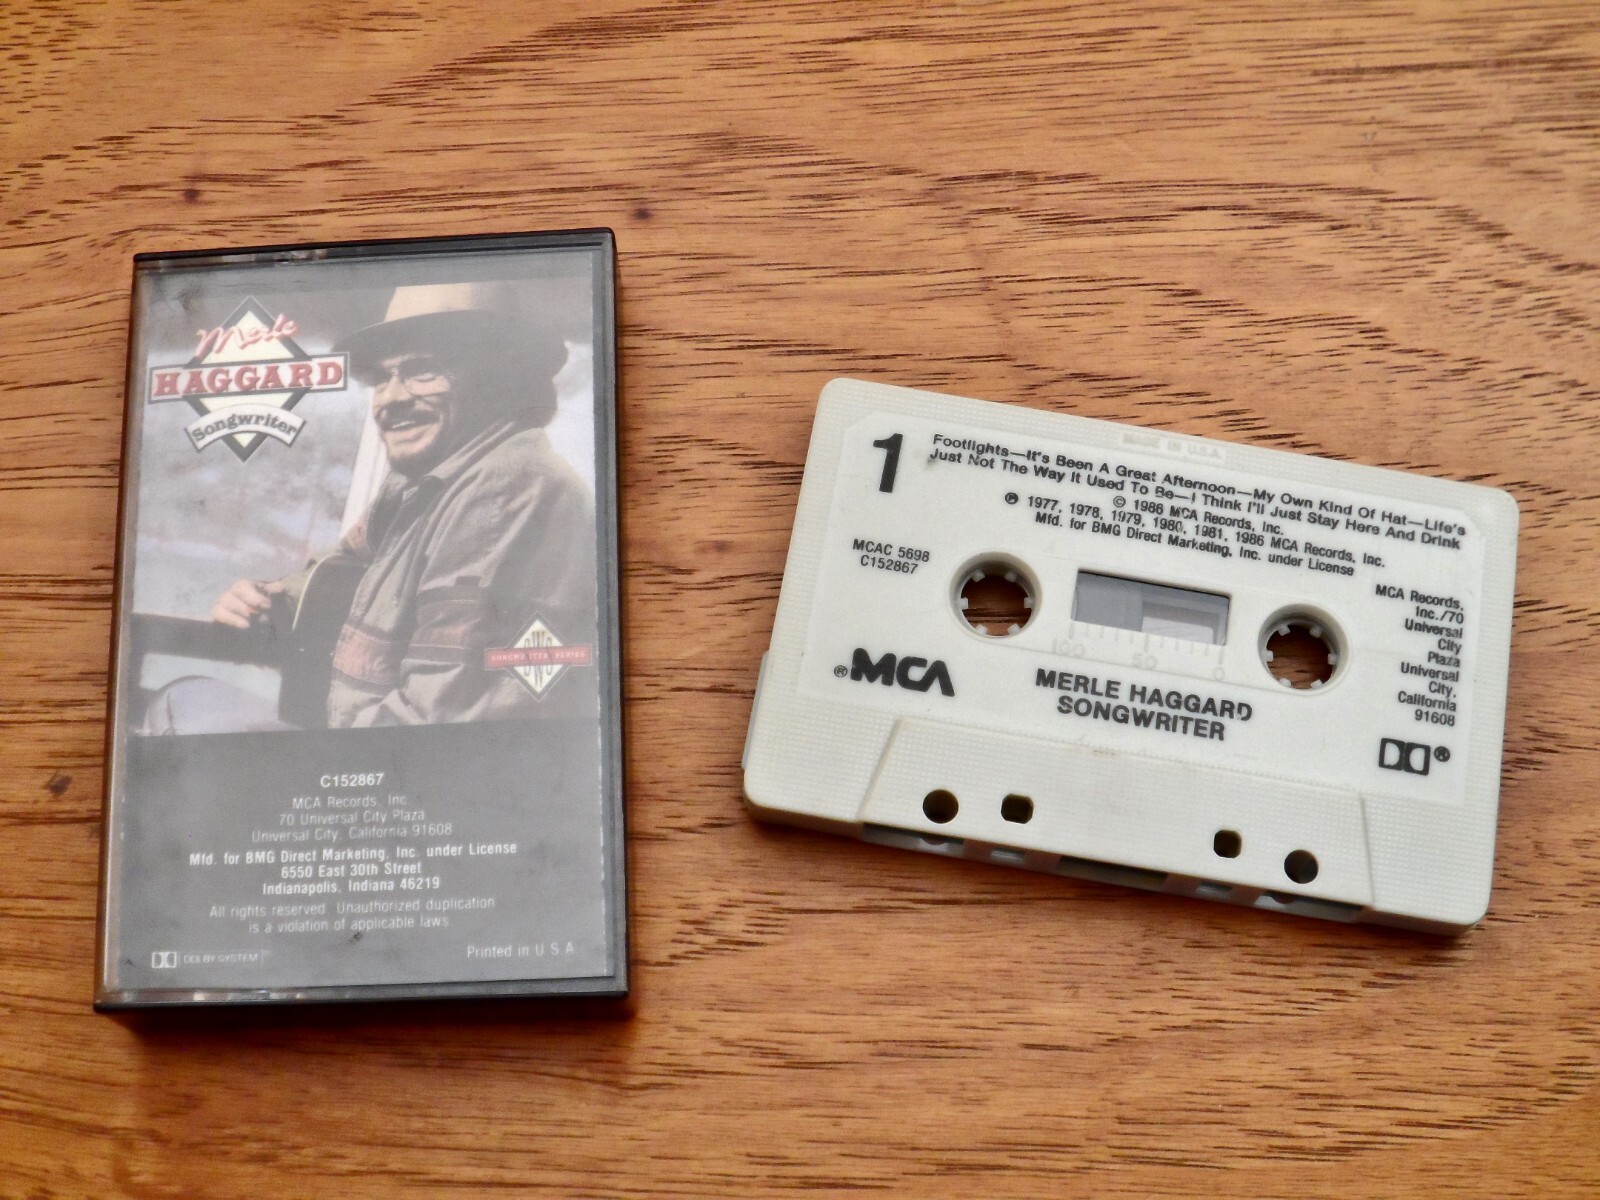 Merle
HAGGARD
Songwriter
SWS
SONGWRITER SERIES
C152867
MCA Records, Inc.
70 Universal City Plaza
Universal City, California 91608
Mfd. for BMG Direct Marketing, Inc. under License
6550 East 30th Street
Indianapolis, Indiana 46219
All rights reserved. Unauthorized duplication
is a violation of applicable laws
DOLBY SYSTEM
Printed in U.S.A.
MADE IN U.S.A.
1
Footlights—It's Been A Great Afternoon—My Own Kind Of Hat—Life's
Just Not The Way It Used To Be—I Think I'll Just Stay Here And Drink
© 1986 MCA Records, Inc.
℗ 1977, 1978, 1979, 1980, 1981, 1986 MCA Records, Inc.
Mfd. for BMG Direct Marketing, Inc. under License
MCAC 5698
C152867
MCA Records,
Inc./70
Universal
City
Plaza
Universal
City,
California
91608
100 50 0
®MCA
MERLE HAGGARD
SONGWRITER
®